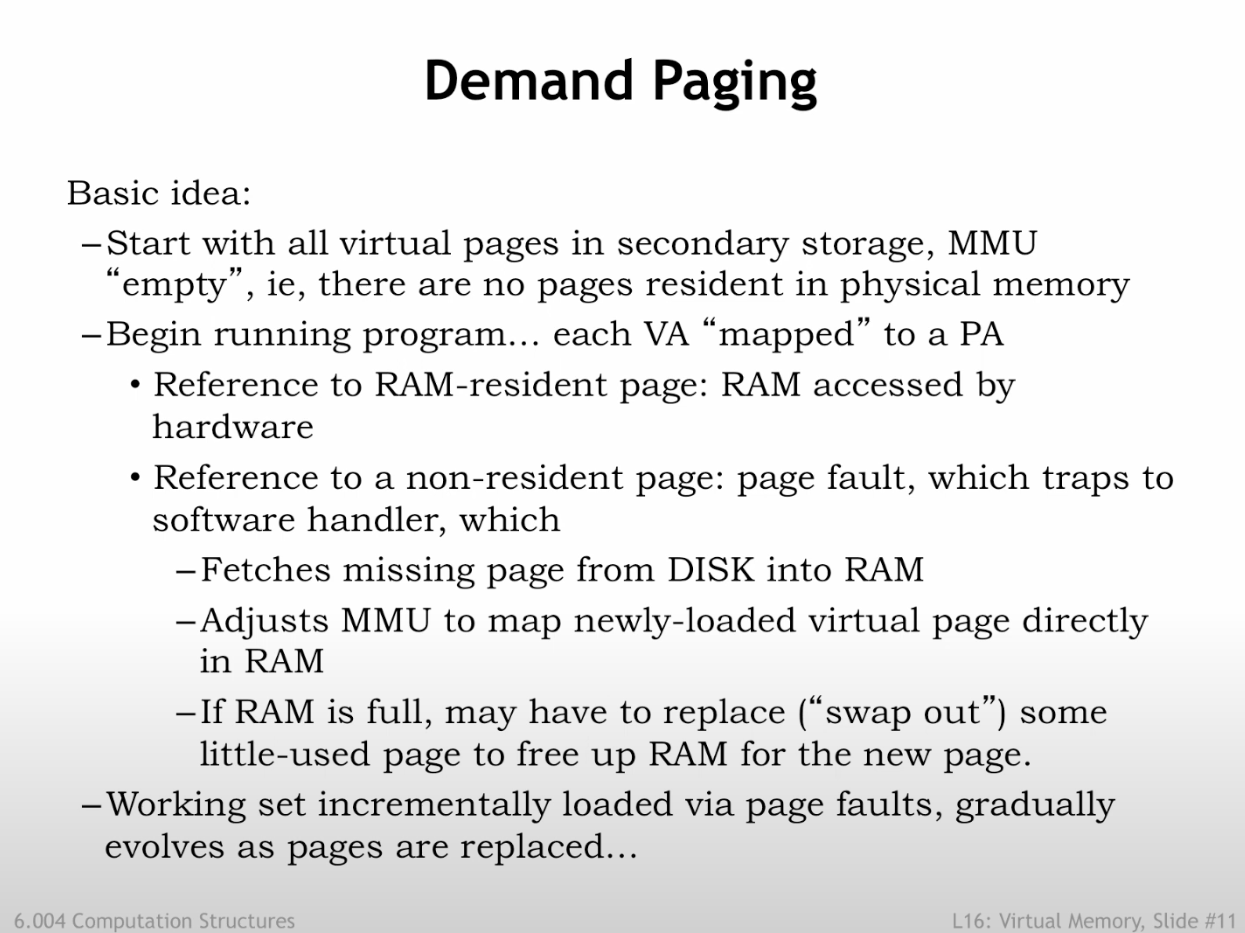 Demand Paging
Basic idea:
–Start with all virtual pages in secondary storage, MMU
“empty”, ie, there are no pages resident in physical memory
–Begin running program… each VA “mapped” to a PA
• Reference to RAM-resident page: RAM accessed by
hardware
• Reference to a non-resident page: page fault, which traps to
software handler, which
–Fetches missing page from DISK into RAM
–Adjusts MMU to map newly-loaded virtual page directly
in RAM
–If RAM is full, may have to replace (“swap out”) some
little-used page to free up RAM for the new page.
–Working set incrementally loaded via page faults, gradually
evolves as pages are replaced…
6.004 Computation Structures
L16: Virtual Memory, Slide #11